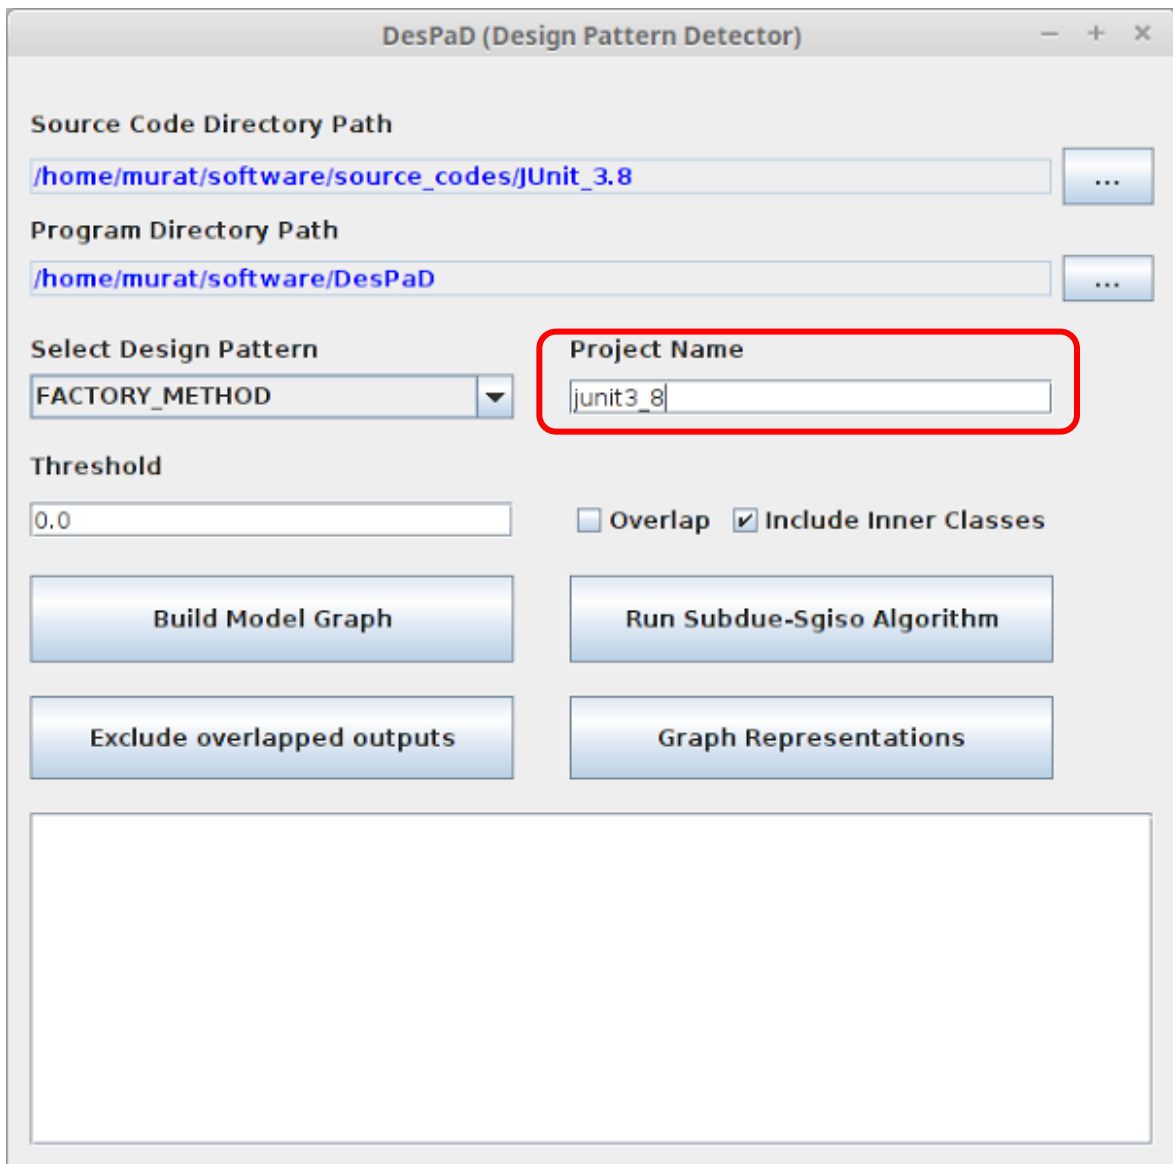 DesPaD (Design Pattern Detector)
Source Code Directory Path
/home/murat/software/source_codes/JUnit_3.8
...
Program Directory Path
/home/murat/software/DesPaD
...
Select Design Pattern
Project Name
FACTORY_METHOD
junit3_8
Threshold
0.0
Overlap
Include Inner Classes
Build Model Graph
Run Subdue-Sgiso Algorithm
Exclude overlapped outputs
Graph Representations